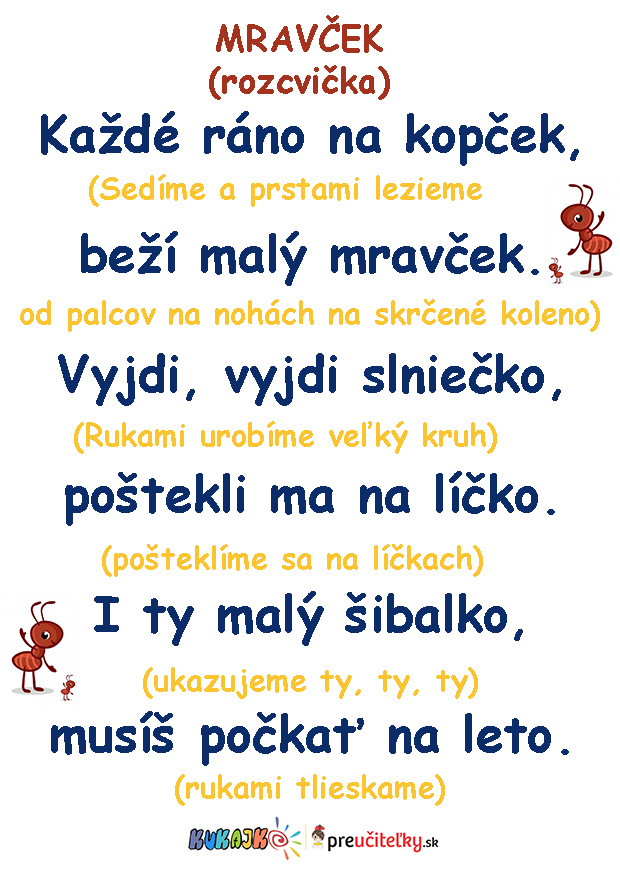 MRAVČEK
(rozcvička)
Každé ráno na kopček,
(Sedíme a prstami lezieme
beží malý mravček.
od palcov na nohách na skrčené koleno)
Vyjdi, vyjdi slniečko,
(Rukami urobíme veľký kruh)
poštekli ma na líčko.
(pošteklíme sa na líčkach)
I ty malý šibalko,
(ukazujeme ty, ty, ty)
musíš počkať na leto.
(rukami tlieskame)
KUKAJKO preučiteľky.sk